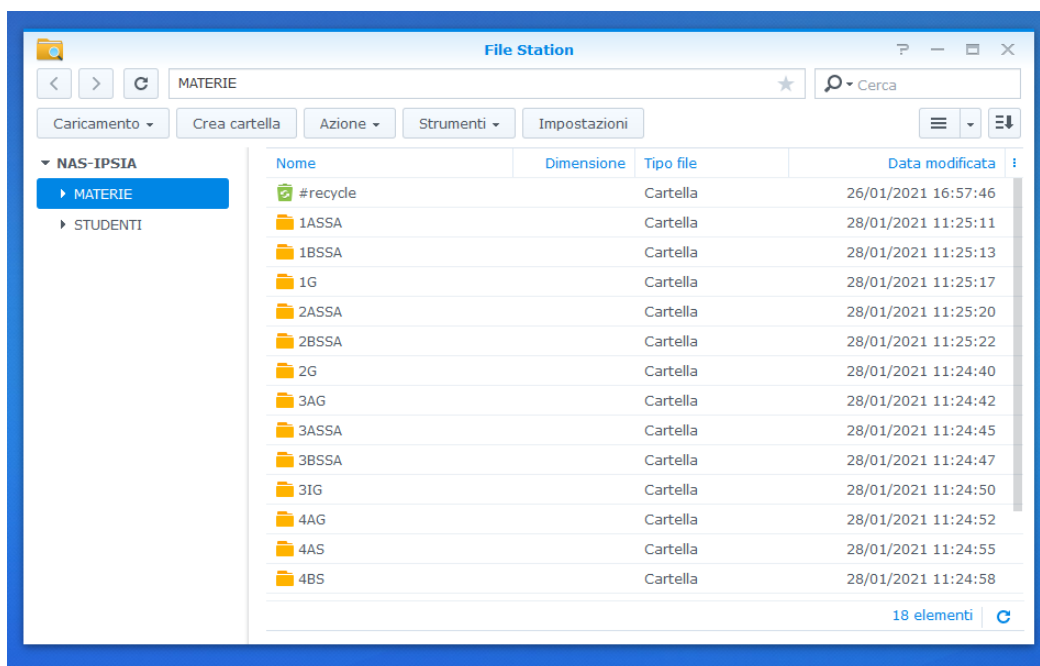 File Station
MATERIE
Cerca
Caricamento Crea cartella Azione Strumenti Impostazioni
NAS-IPSIA
MATERIE
STUDENTI
Nome Dimensione Tipo file Data modificata
#recycle Cartella 26/01/2021 16:57:46
1ASSA Cartella 28/01/2021 11:25:11
1BSSA Cartella 28/01/2021 11:25:13
1G Cartella 28/01/2021 11:25:17
2ASSA Cartella 28/01/2021 11:25:20
2BSSA Cartella 28/01/2021 11:25:22
2G Cartella 28/01/2021 11:24:40
3AG Cartella 28/01/2021 11:24:42
3ASSA Cartella 28/01/2021 11:24:45
3BSSA Cartella 28/01/2021 11:24:47
3IG Cartella 28/01/2021 11:24:50
4AG Cartella 28/01/2021 11:24:52
4AS Cartella 28/01/2021 11:24:55
4BS Cartella 28/01/2021 11:24:58
18 elementi